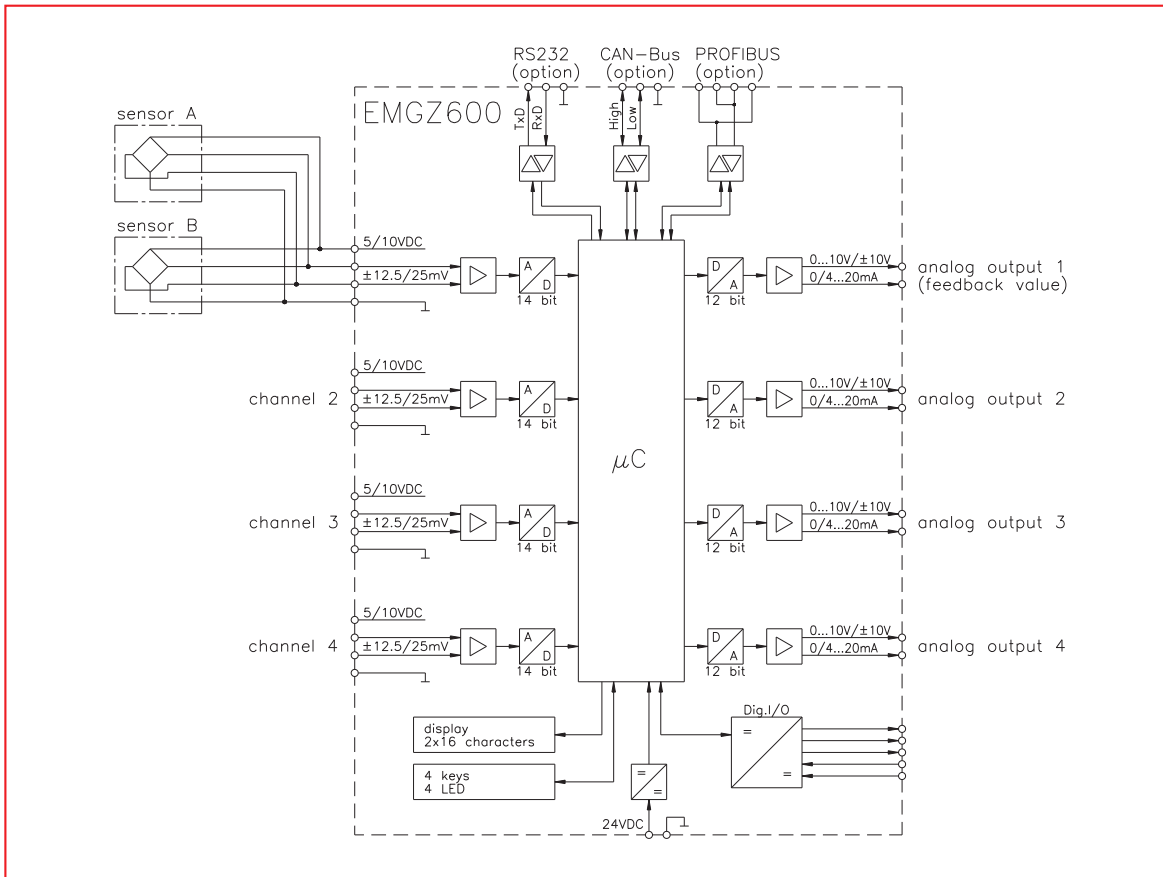 RS232
(option)
CAN-Bus
(option)
PROFIBUS
(option)
EMGZ600
TxD
RxD
High
Low
sensor A
sensor B
5/10VDC
±12.5/25mV
A
D
14 bit
D
A
12 bit
0...10V/±10V
0/4...20mA
analog output 1
(feedback value)
channel 2
5/10VDC
±12.5/25mV
A
D
14 bit
D
A
12 bit
0...10V/±10V
0/4...20mA
analog output 2
µC
channel 3
5/10VDC
±12.5/25mV
A
D
14 bit
D
A
12 bit
0...10V/±10V
0/4...20mA
analog output 3
channel 4
5/10VDC
±12.5/25mV
A
D
14 bit
D
A
12 bit
0...10V/±10V
0/4...20mA
analog output 4
display
2x16 characters
4 keys
4 LED
=
=
24VDC
Dig.I/O
=
=